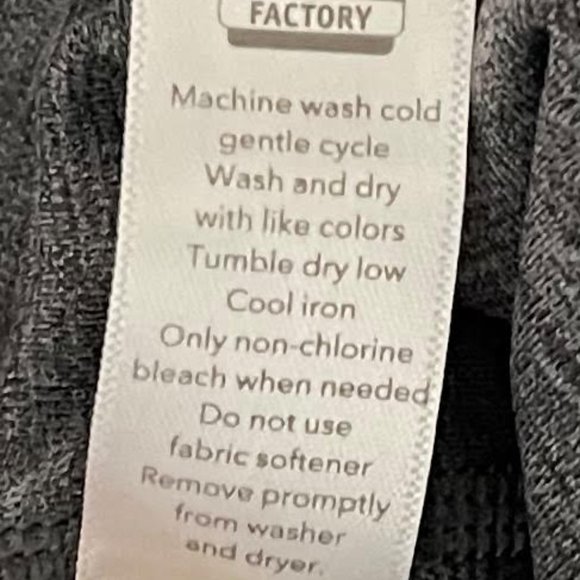 FACTORY
Machine wash cold
gentle cycle
Wash and dry
with like colors
Tumble dry low
Cool iron
Only non-chlorine
bleach when needed
Do not use
fabric softener
Remove promptly
from washer
and dryer.